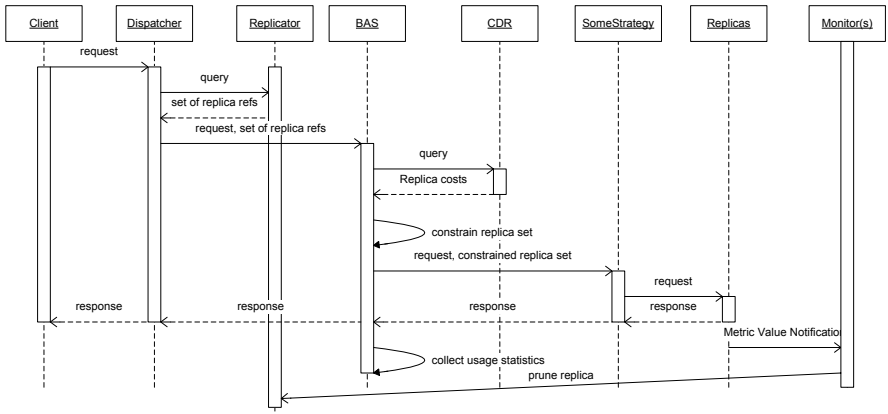 Client Dispatcher Replicator BAS CDR SomeStrategy Replicas Monitor(s)
request
query
set of replica refs
request, set of replica refs
query
Replica costs
constrain replica set
request, constrained replica set
request
response response response response
Metric Value Notification
collect usage statistics
prune replica